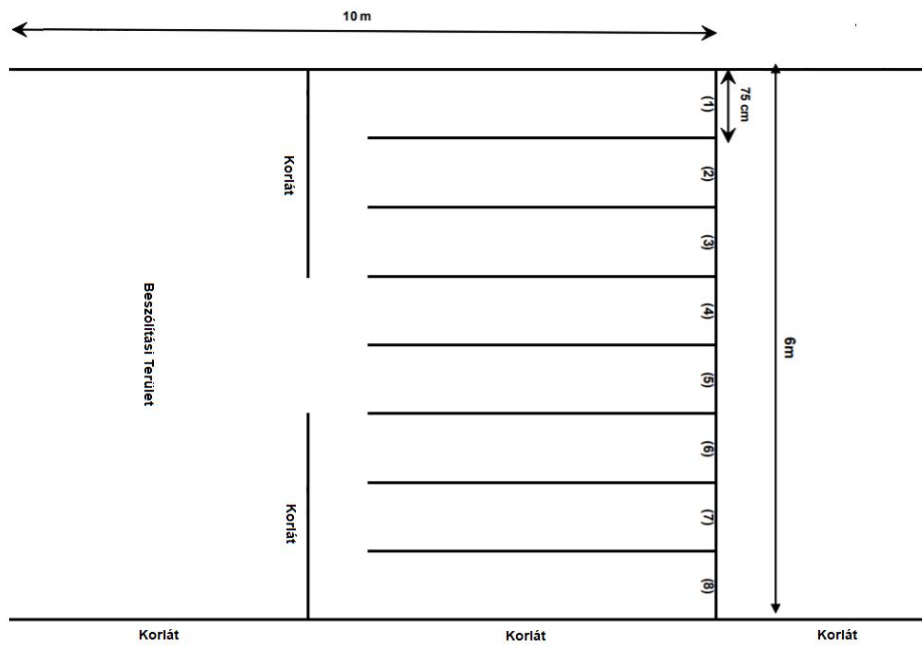 10 m
(1)
75 cm
(2)
Korlát
(3)
Beszólítási Terület
(4)
6m
(5)
(6)
Korlát
(7)
(8)
Korlát
Korlát
Korlát